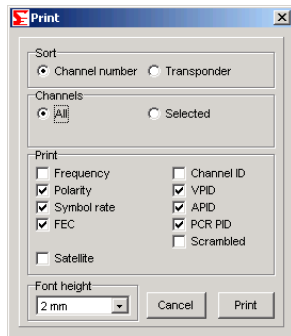 Print
Sort
Channel number Transponder
Channels
All Selected
Print
Frequency Channel ID
Polarity VPID
Symbol rate APID
FEC PCR PID
Scrambled
Satellite
Font height
2 mm Cancel Print